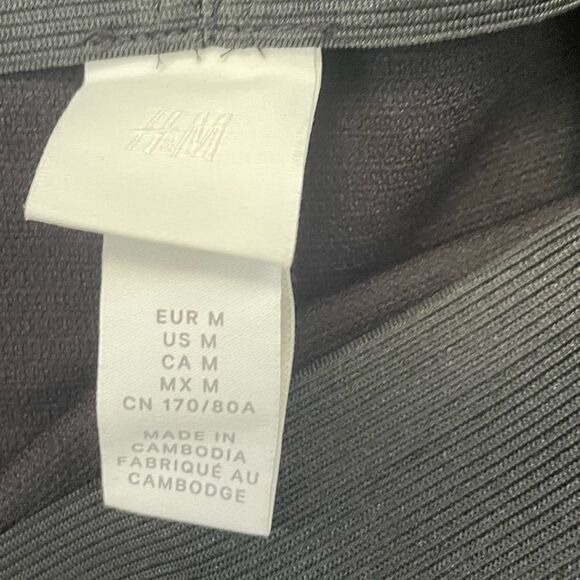 H&M
EUR M
US M
CA M
MX M
CN 170/80A
MADE IN
CAMBODIA
FABRIQUÉ AU
CAMBODGE